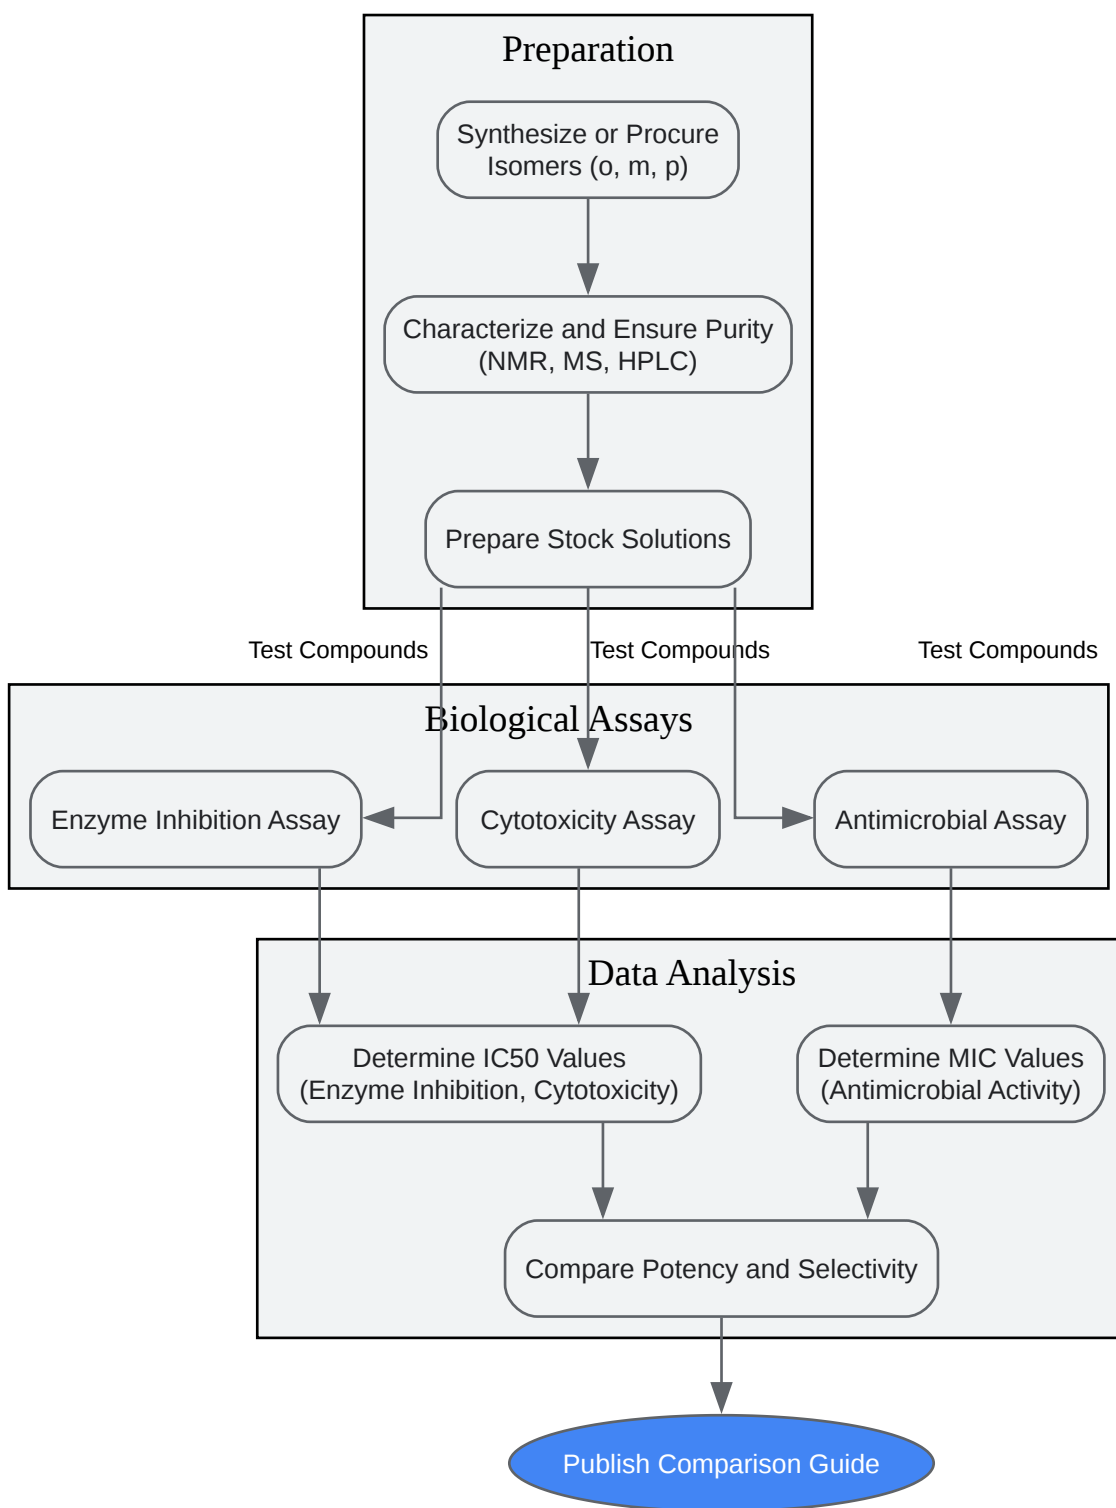 Preparation
Synthesize or Procure
Isomers (o, m, p)
Characterize and Ensure Purity
(NMR, MS, HPLC)
Prepare Stock Solutions
Test Compounds
Test Compounds
Test Compounds
Biological Assays
Enzyme Inhibition Assay
Cytotoxicity Assay
Antimicrobial Assay
Data Analysis
Determine IC50 Values
(Enzyme Inhibition, Cytotoxicity)
Determine MIC Values
(Antimicrobial Activity)
Compare Potency and Selectivity
Publish Comparison Guide